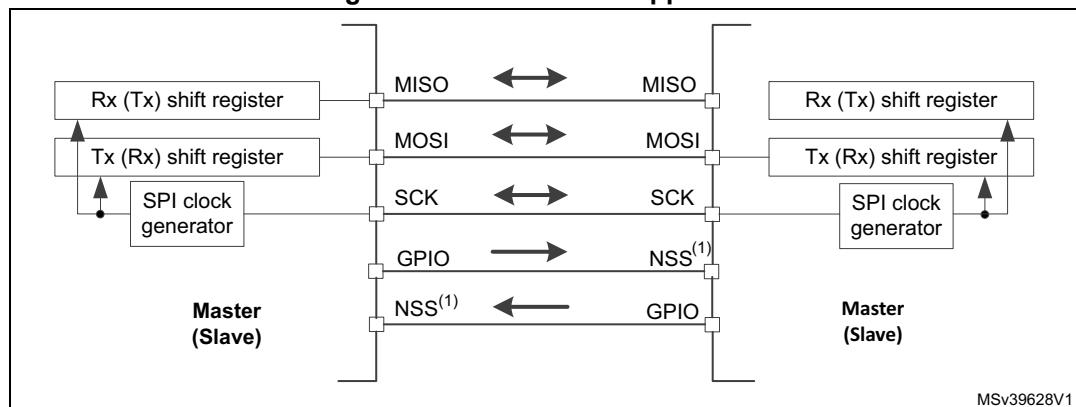 MISO MISO
Rx (Tx) shift register Rx (Tx) shift register
MOSI MOSI
Tx (Rx) shift register Tx (Rx) shift register
SCK SCK
SPI clock generator SPI clock generator
GPIO NSS(1)
NSS(1) GPIO
Master (Slave) Master (Slave)
MSv39628V1